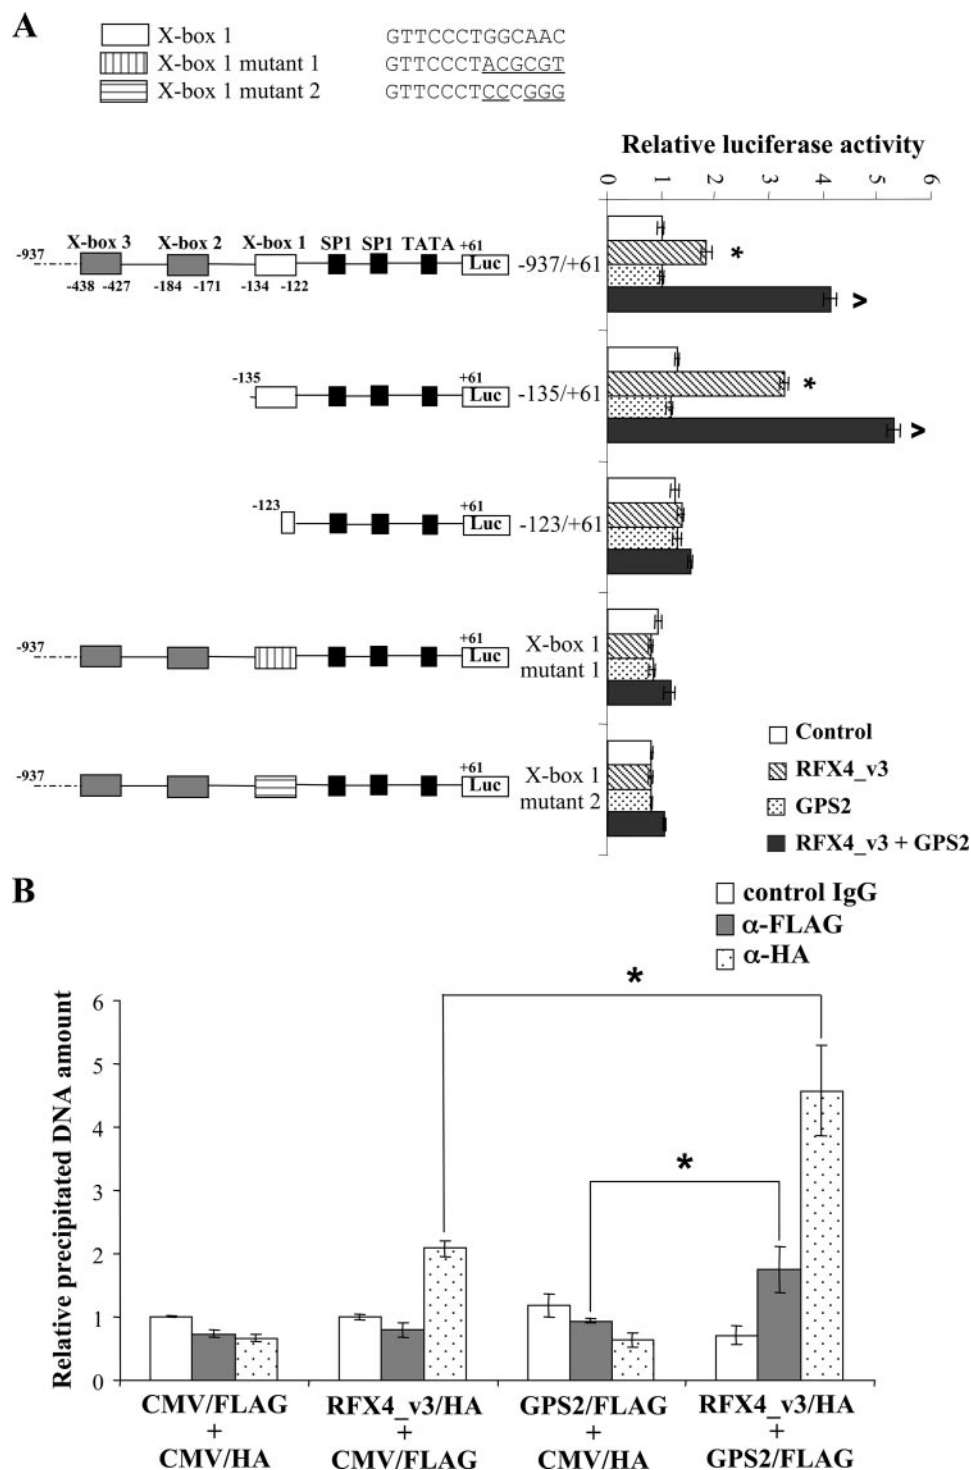 A
X-box 1 GTTCCCTGGCAAC
X-box 1 mutant 1 GTTCCCTACGCGT
X-box 1 mutant 2 GTTCCCTCCCGGG
Relative luciferase activity
0 1 2 3 4 5 6
X-box 3 X-box 2 X-box 1 SP1 SP1 TATA +61
-937 Luc -937/+61 *
-438 -427 -184 -171 -134 -122 >
-135 +61
Luc -135/+61 *
>
-123 +61
Luc -123/+61
-937 +61
Luc X-box 1
mutant 1
-937 +61
Luc X-box 1
mutant 2
Control
RFX4_v3
GPS2
RFX4_v3 + GPS2
B
control IgG
α-FLAG
α-HA
Relative precipitated DNA amount
6
5
4
3
2
1
0
*
*
CMV/FLAG RFX4_v3/HA GPS2/FLAG RFX4_v3/HA
+ + + +
CMV/HA CMV/FLAG CMV/HA GPS2/FLAG